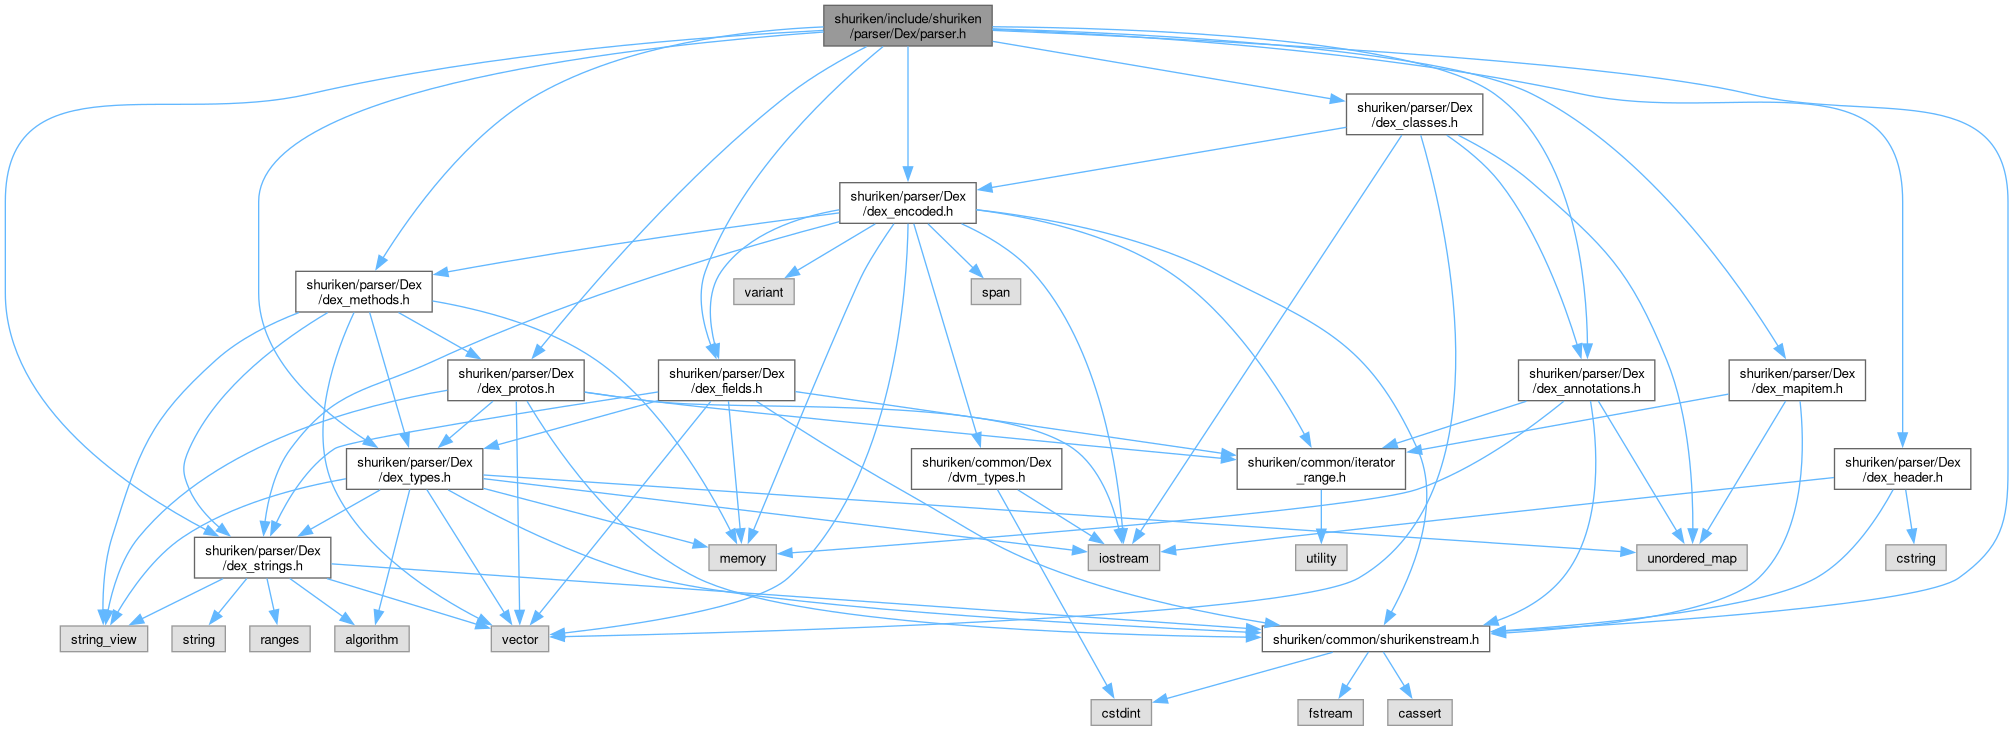 shuriken/include/shuriken
/parser/Dex/parser.h
shuriken/parser/Dex
/dex_classes.h
shuriken/parser/Dex
/dex_encoded.h
shuriken/parser/Dex
/dex_methods.h
variant
span
shuriken/parser/Dex
/dex_protos.h
shuriken/parser/Dex
/dex_fields.h
shuriken/parser/Dex
/dex_annotations.h
shuriken/parser/Dex
/dex_mapitem.h
shuriken/parser/Dex
/dex_types.h
shuriken/common/Dex
/dvm_types.h
shuriken/common/iterator
_range.h
shuriken/parser/Dex
/dex_header.h
shuriken/parser/Dex
/dex_strings.h
memory
iostream
utility
unordered_map
cstring
string_view
string
ranges
algorithm
vector
shuriken/common/shurikenstream.h
cstdint
fstream
cassert